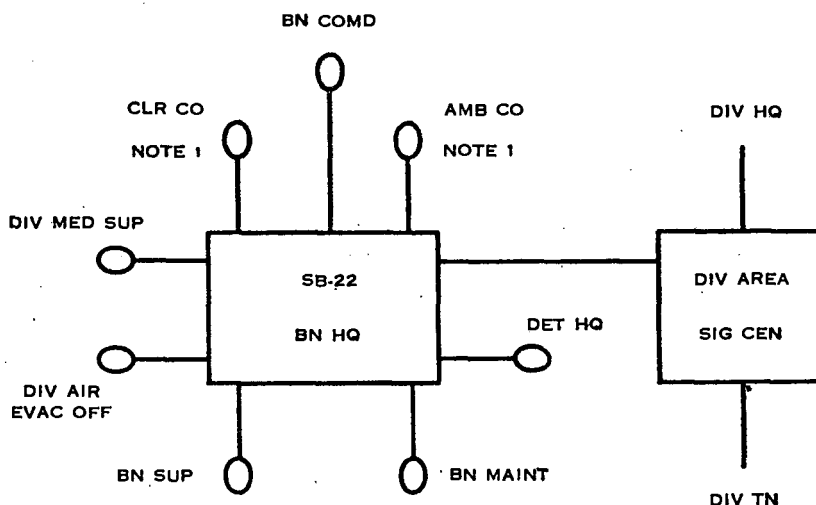 BN COMD
CLR CO
NOTE 1
AMB CO
NOTE 1
DIV HQ
DIV MED SUP
SB-22
BN HQ
DIV AREA
SIG CEN
DET HQ
DIV AIR
EVAC OFF
BN SUP
BN MAINT
DIV TN